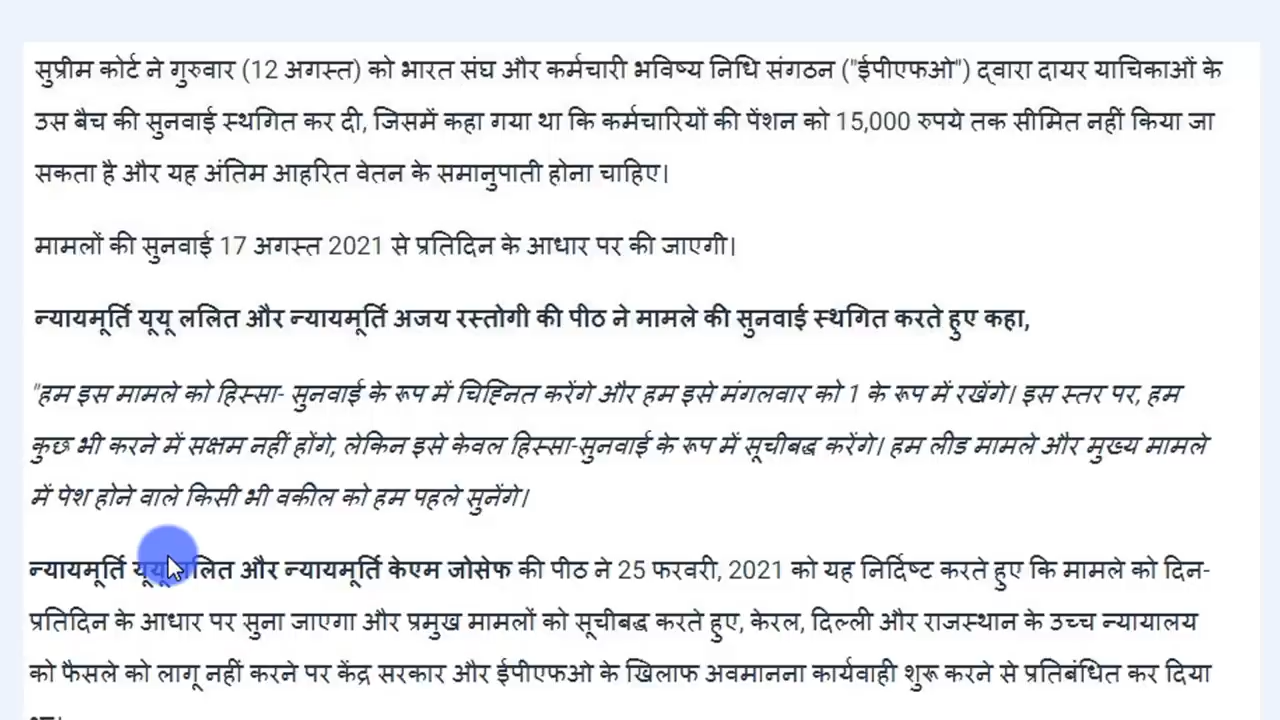 सुप्रीम कोर्ट ने गुरुवार (12 अगस्त) को भारत संघ और कर्मचारी भविष्य निधि संगठन ("ईपीएफओ") द्वारा दायर याचिकाओं के
उस बैच की सुनवाई स्थगित कर दी, जिसमें कहा गया था कि कर्मचारियों की पेंशन को 15,000 रुपये तक सीमित नहीं किया जा
सकता है और यह अंतिम आहरित वेतन के समानुपाती होना चाहिए।
मामलों की सुनवाई 17 अगस्त 2021 से प्रतिदिन के आधार पर की जाएगी।
न्यायमूर्ति यूयू ललित और न्यायमूर्ति अजय रस्तोगी की पीठ ने मामले की सुनवाई स्थगित करते हुए कहा,
"हम इस मामले को हिस्सा- सुनवाई के रूप में चिह्नित करेंगे और हम इसे मंगलवार को 1 के रूप में रखेंगे। इस स्तर पर, हम
कुछ भी करने में सक्षम नहीं होंगे, लेकिन इसे केवल हिस्सा-सुनवाई के रूप में सूचीबद्ध करेंगे। हम लीड मामले और मुख्य मामले
में पेश होने वाले किसी भी वकील को हम पहले सुनेंगे।
न्यायमूर्ति यूयू ललित और न्यायमूर्ति केएम जोसेफ की पीठ ने 25 फरवरी, 2021 को यह निर्दिष्ट करते हुए कि मामले को दिन-
प्रतिदिन के आधार पर सुना जाएगा और प्रमुख मामलों को सूचीबद्ध करते हुए, केरल, दिल्ली और राजस्थान के उच्च न्यायालय
को फैसले को लागू नहीं करने पर केंद्र सरकार और ईपीएफओ के खिलाफ अवमानना कार्यवाही शुरू करने से प्रतिबंधित कर दिया